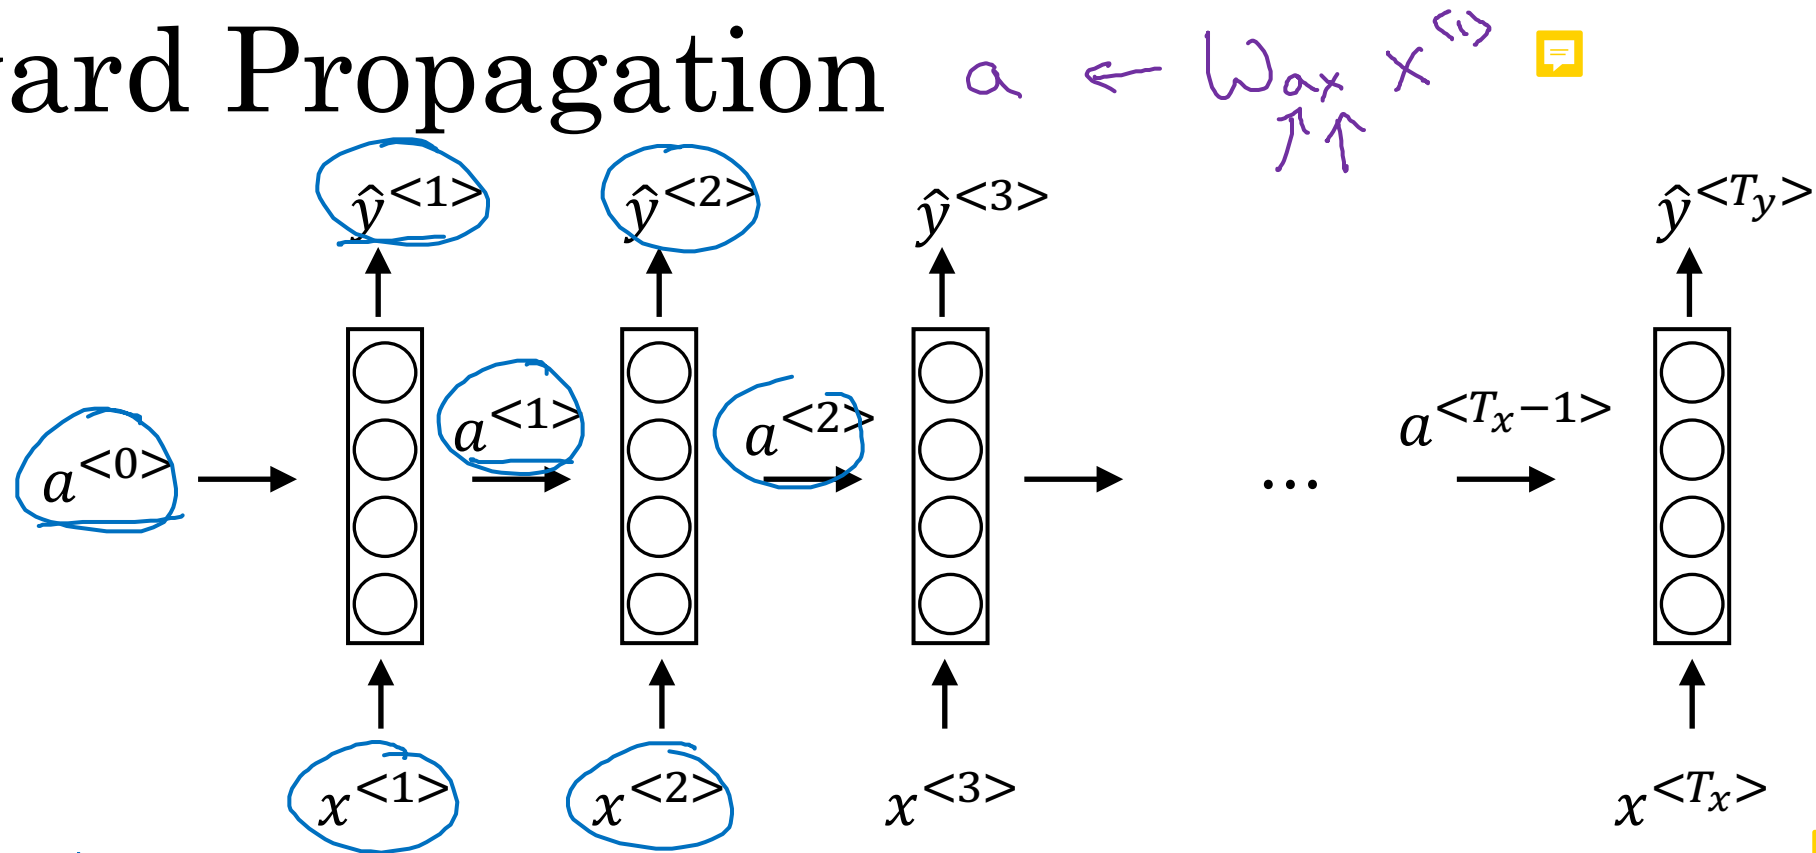 ard Propagation a ← Wax x<1>
ŷ<1> ŷ<2> ŷ<3> ŷ<Ty>
a<0> a<1> a<2> ... a<Tx−1>
x<1> x<2> x<3> x<Tx>